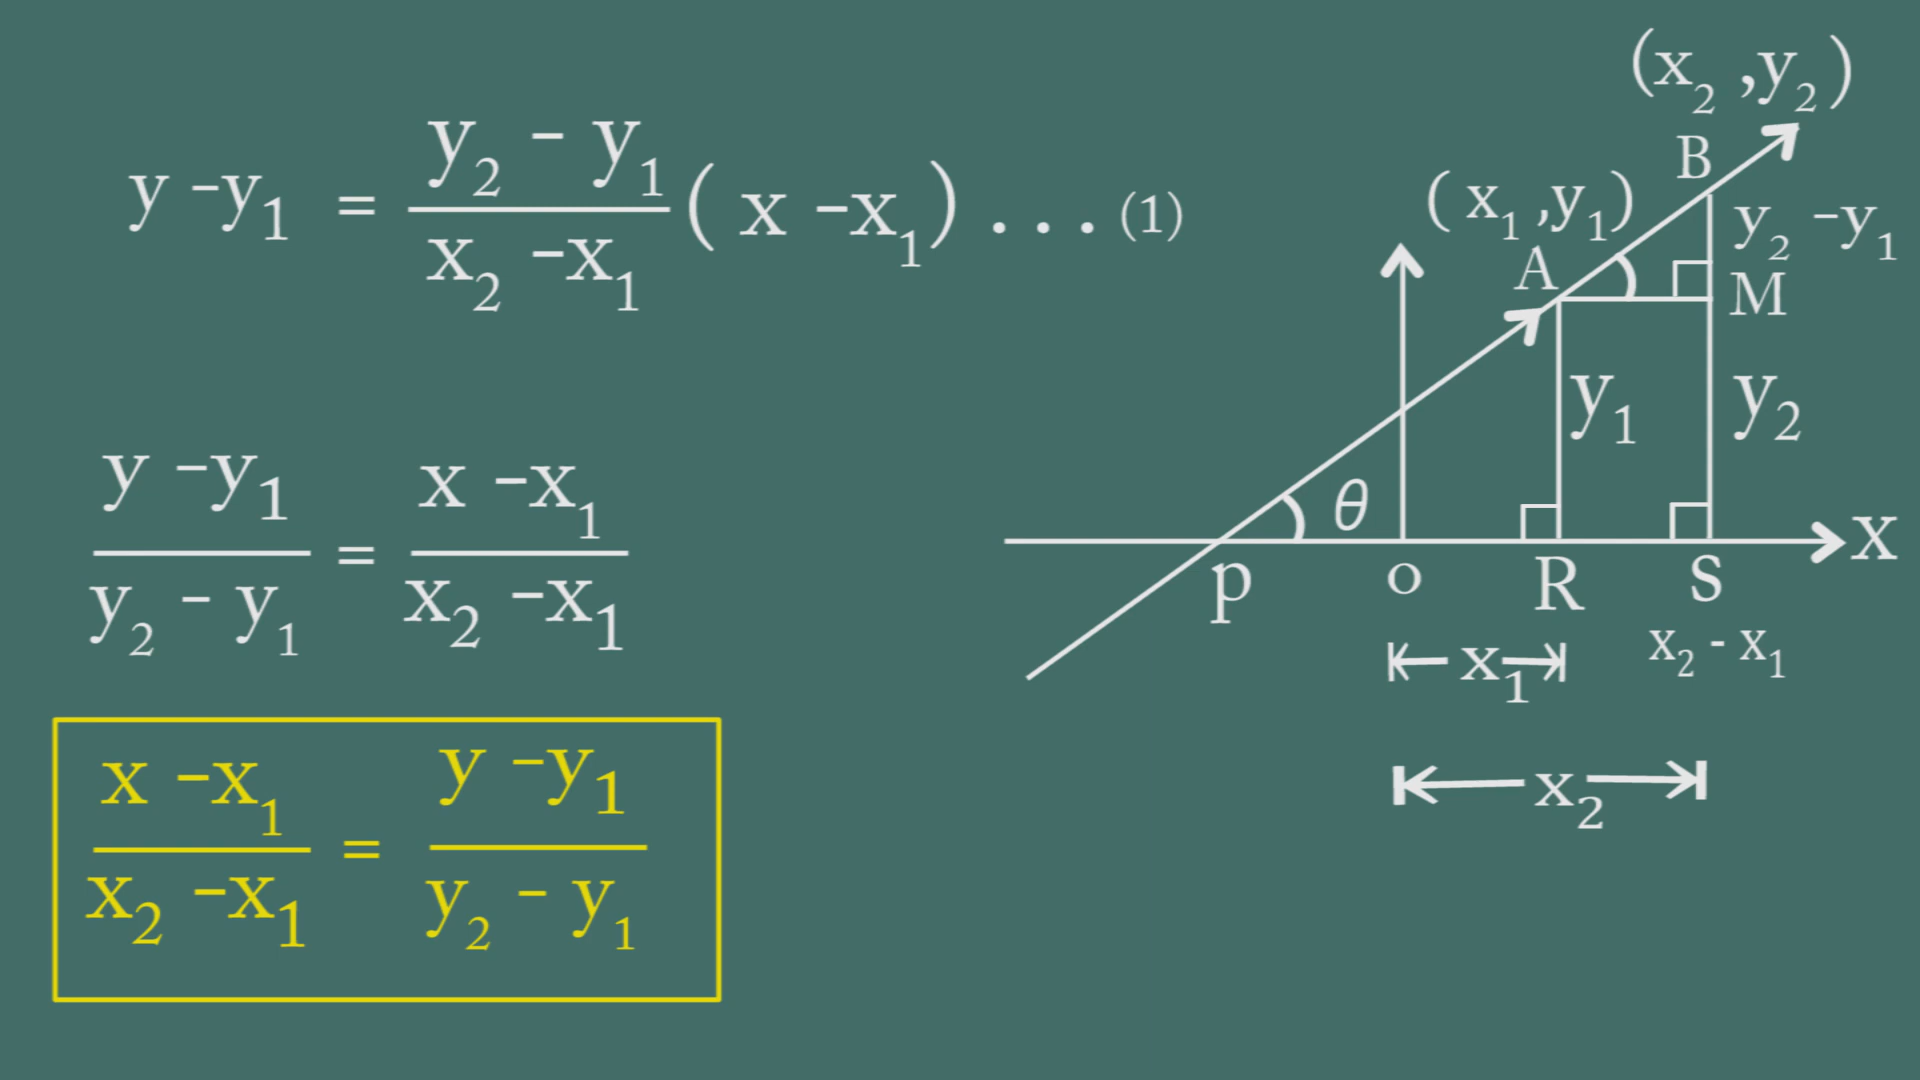 y - y₁ = (y₂ - y₁)/(x₂ - x₁) ( x - x₁ ) . . . (1)
(y - y₁)/(y₂ - y₁) = (x - x₁)/(x₂ - x₁)
(x - x₁)/(x₂ - x₁) = (y - y₁)/(y₂ - y₁)
(x₂ ,y₂ )
B
( x₁ ,y₁ )
y₂ - y₁
A
M
y₁
y₂
θ
X
p
o
R
S
x₁
x₂ - x₁
x₂